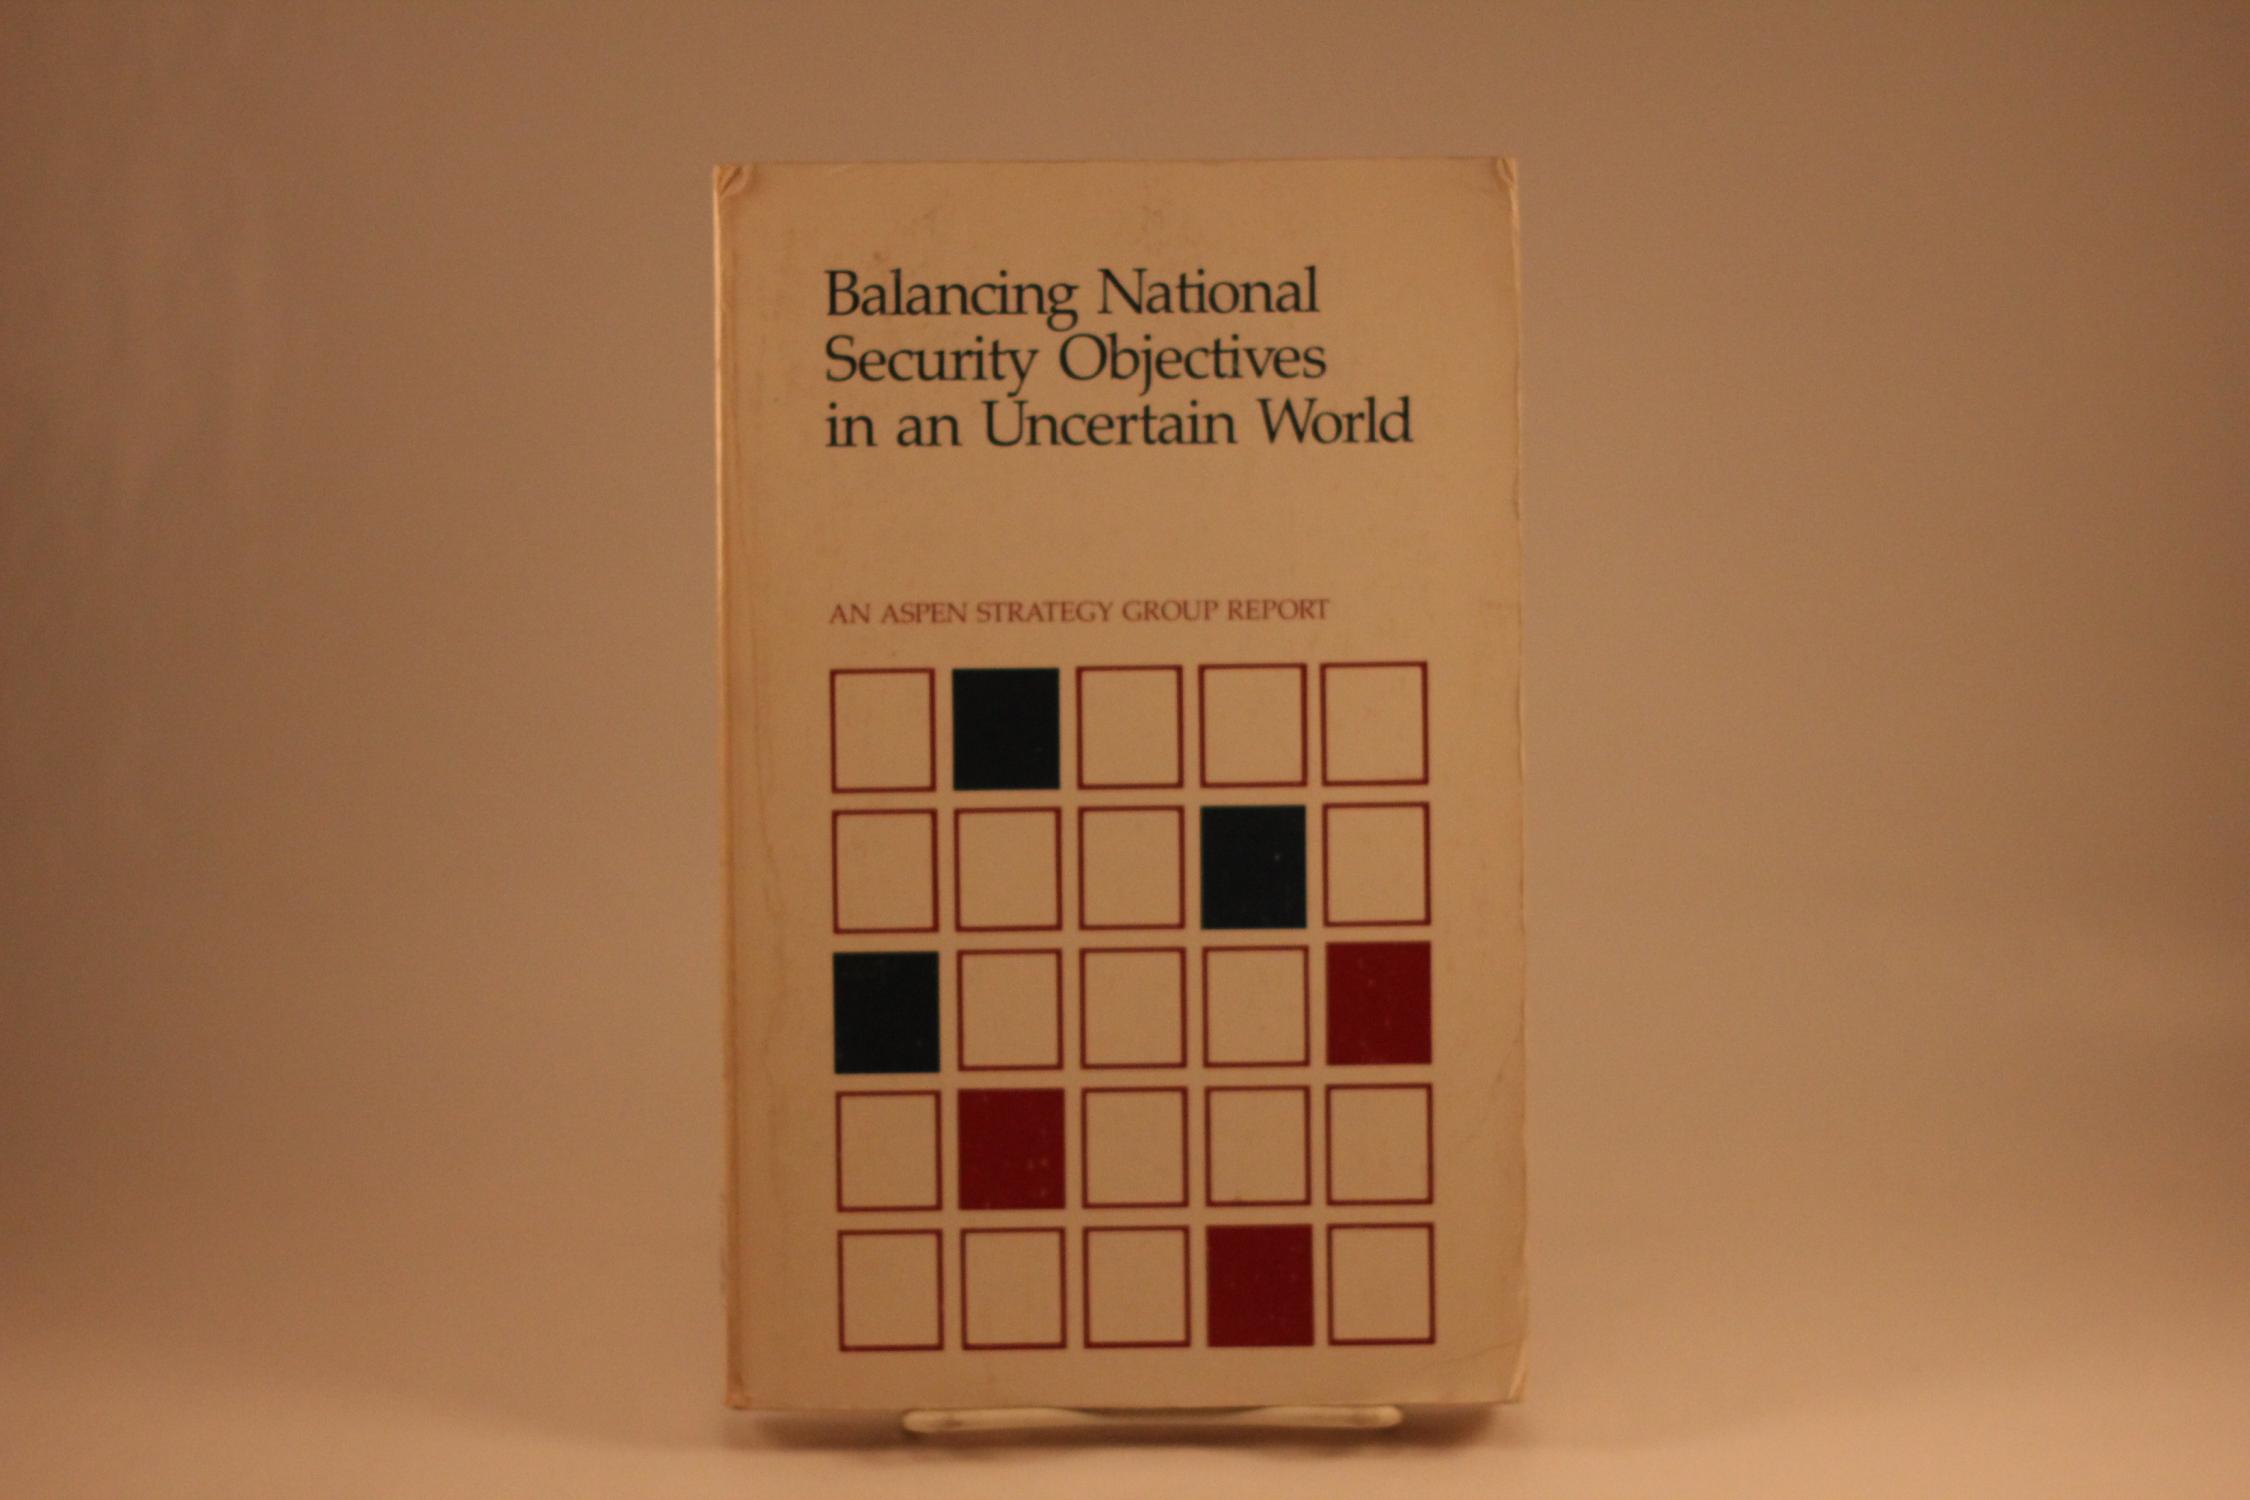 Balancing National
Security Objectives
in an Uncertain World
AN ASPEN STRATEGY GROUP REPORT